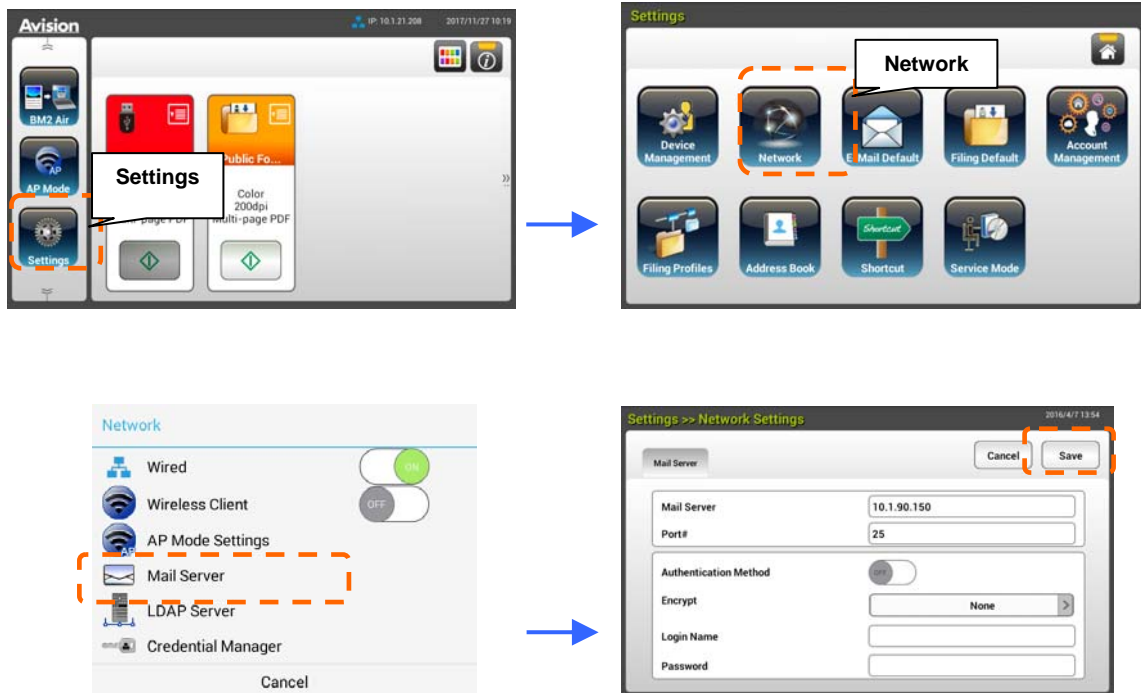 Avision
IP: 10.1.21.208 2017/11/27 10:19
BM2 Air
AP Mode
Settings
Settings
Public Fo...
Color
200dpi
Multi-page PDF
Settings
Network
Device
Management
Network
E-Mail Default
Filing Default
Account
Management
Filing Profiles
Address Book
Shortcut
Shortcut
Service Mode
Network
Wired
ON
Wireless Client
OFF
AP
AP Mode Settings
Mail Server
LDAP Server
Credential Manager
Cancel
Settings >> Network Settings
2016/4/7 13:54
Mail Server
Cancel
Save
Mail Server 10.1.90.150
Port# 25
Authentication Method OFF
Encrypt None
Login Name
Password